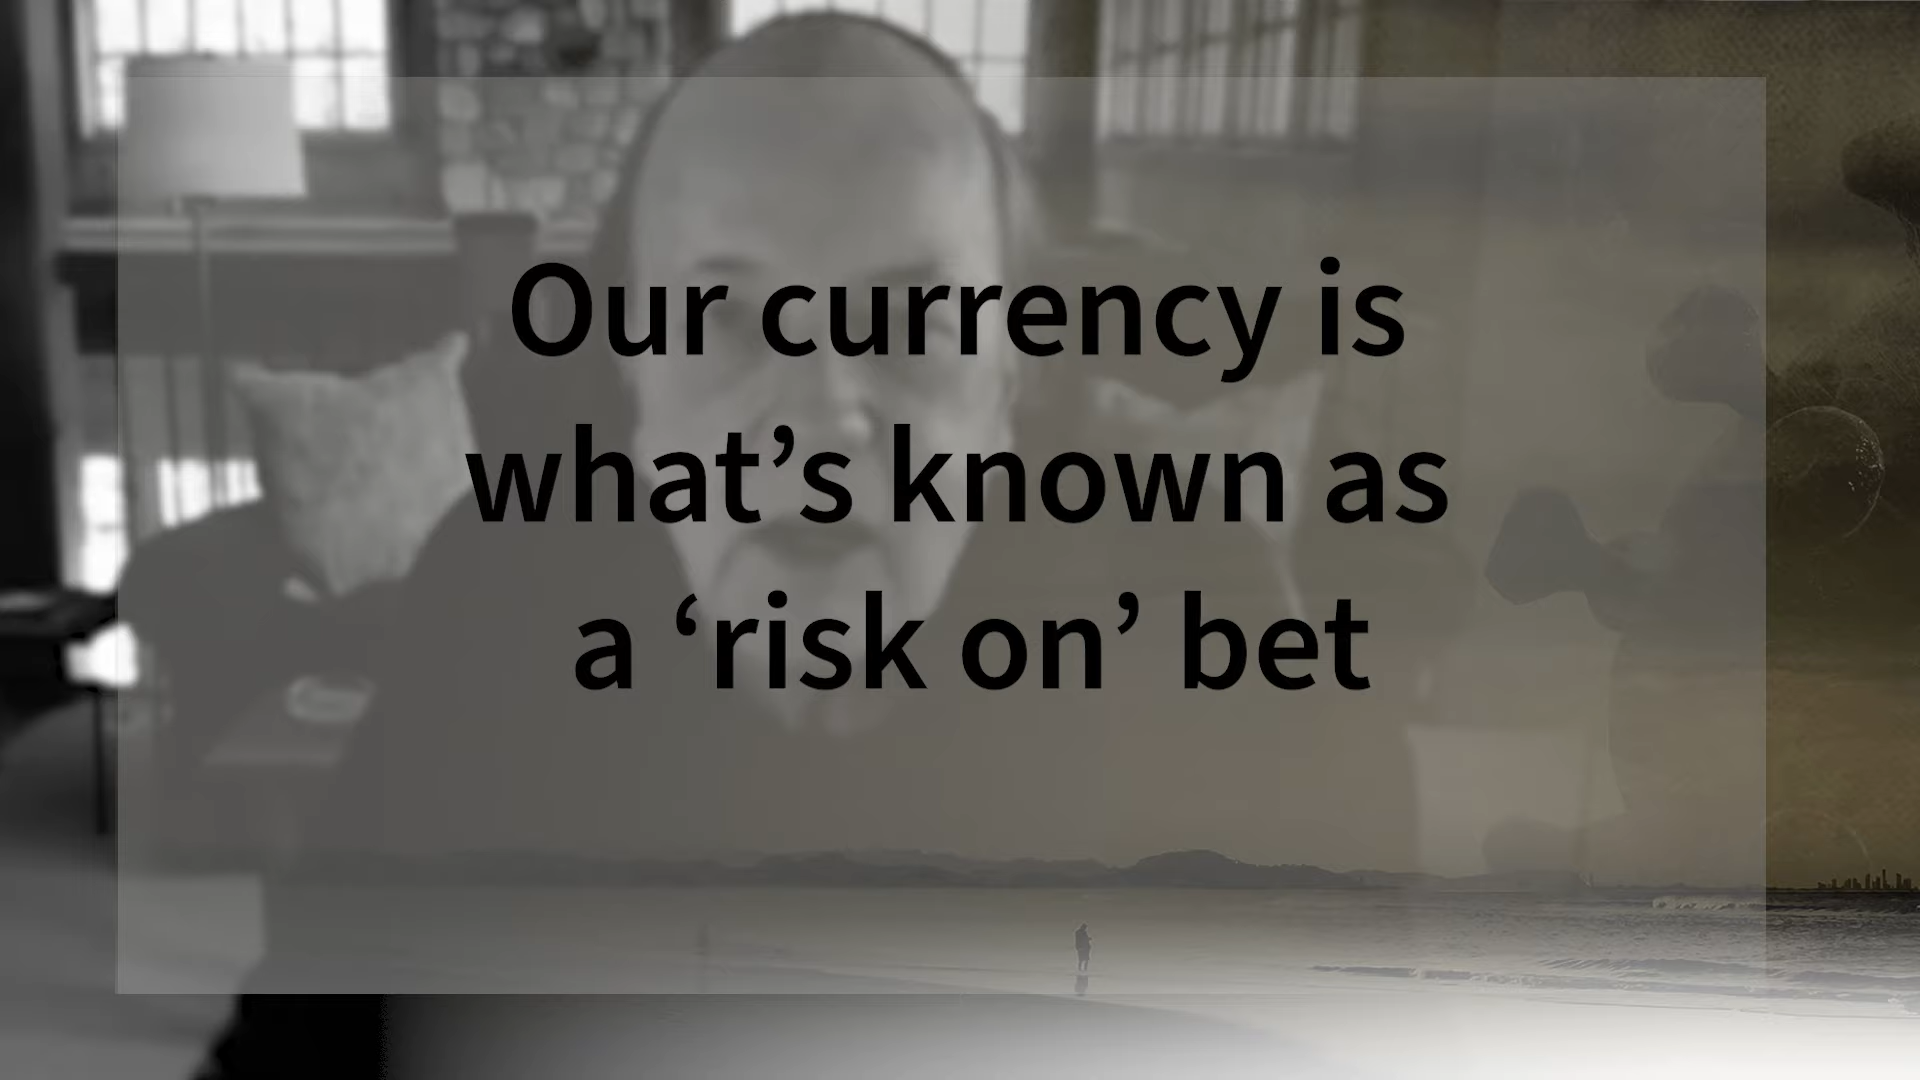 Our currency is
what’s known as
a ‘risk on’ bet